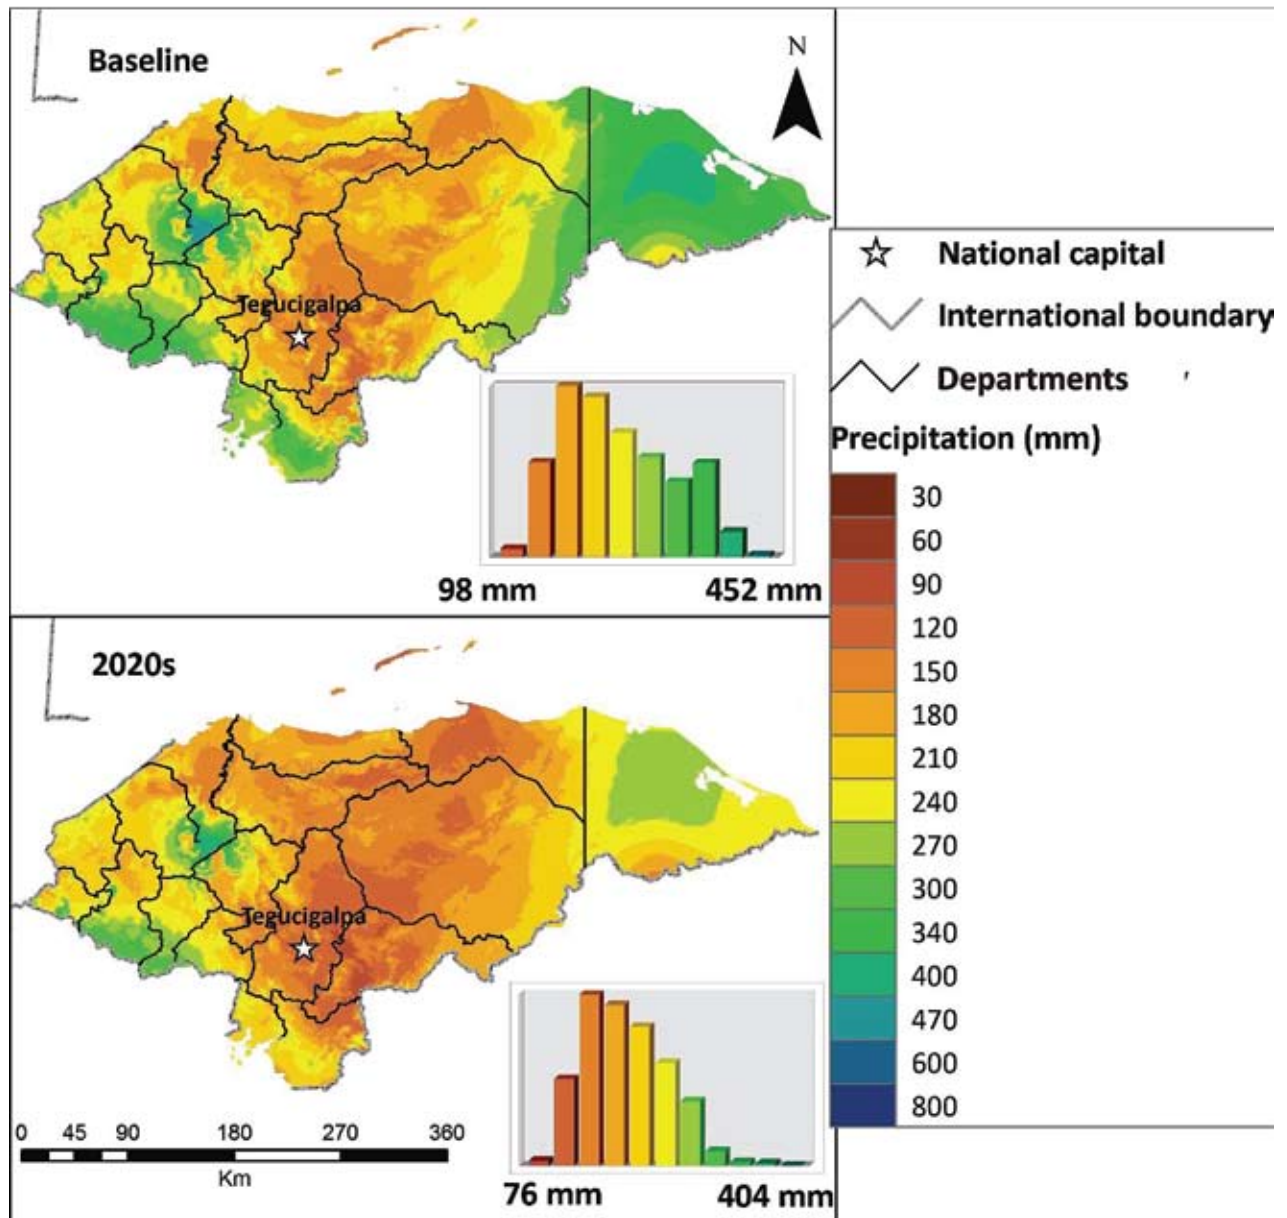 Baseline
N
Tegucigalpa
98 mm
452 mm
2020s
Tegucigalpa
0 45 90 180 270 360
Km
76 mm
404 mm
National capital
International boundary
Departments
Precipitation (mm)
30
60
90
120
150
180
210
240
270
300
340
400
470
600
800